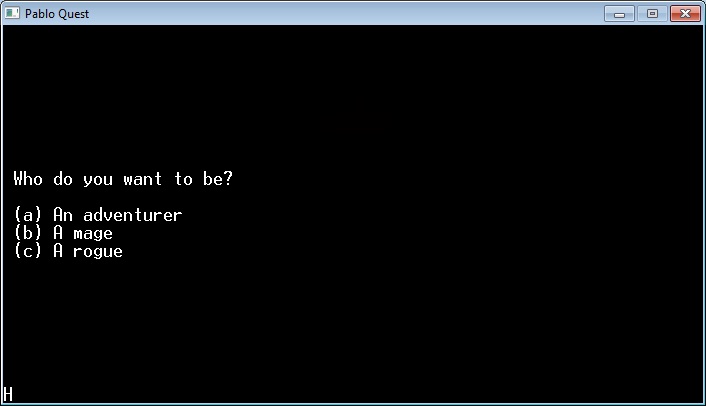 Pablo Quest
Who do you want to be?
(a) An adventurer
(b) A mage
(c) A rogue
H